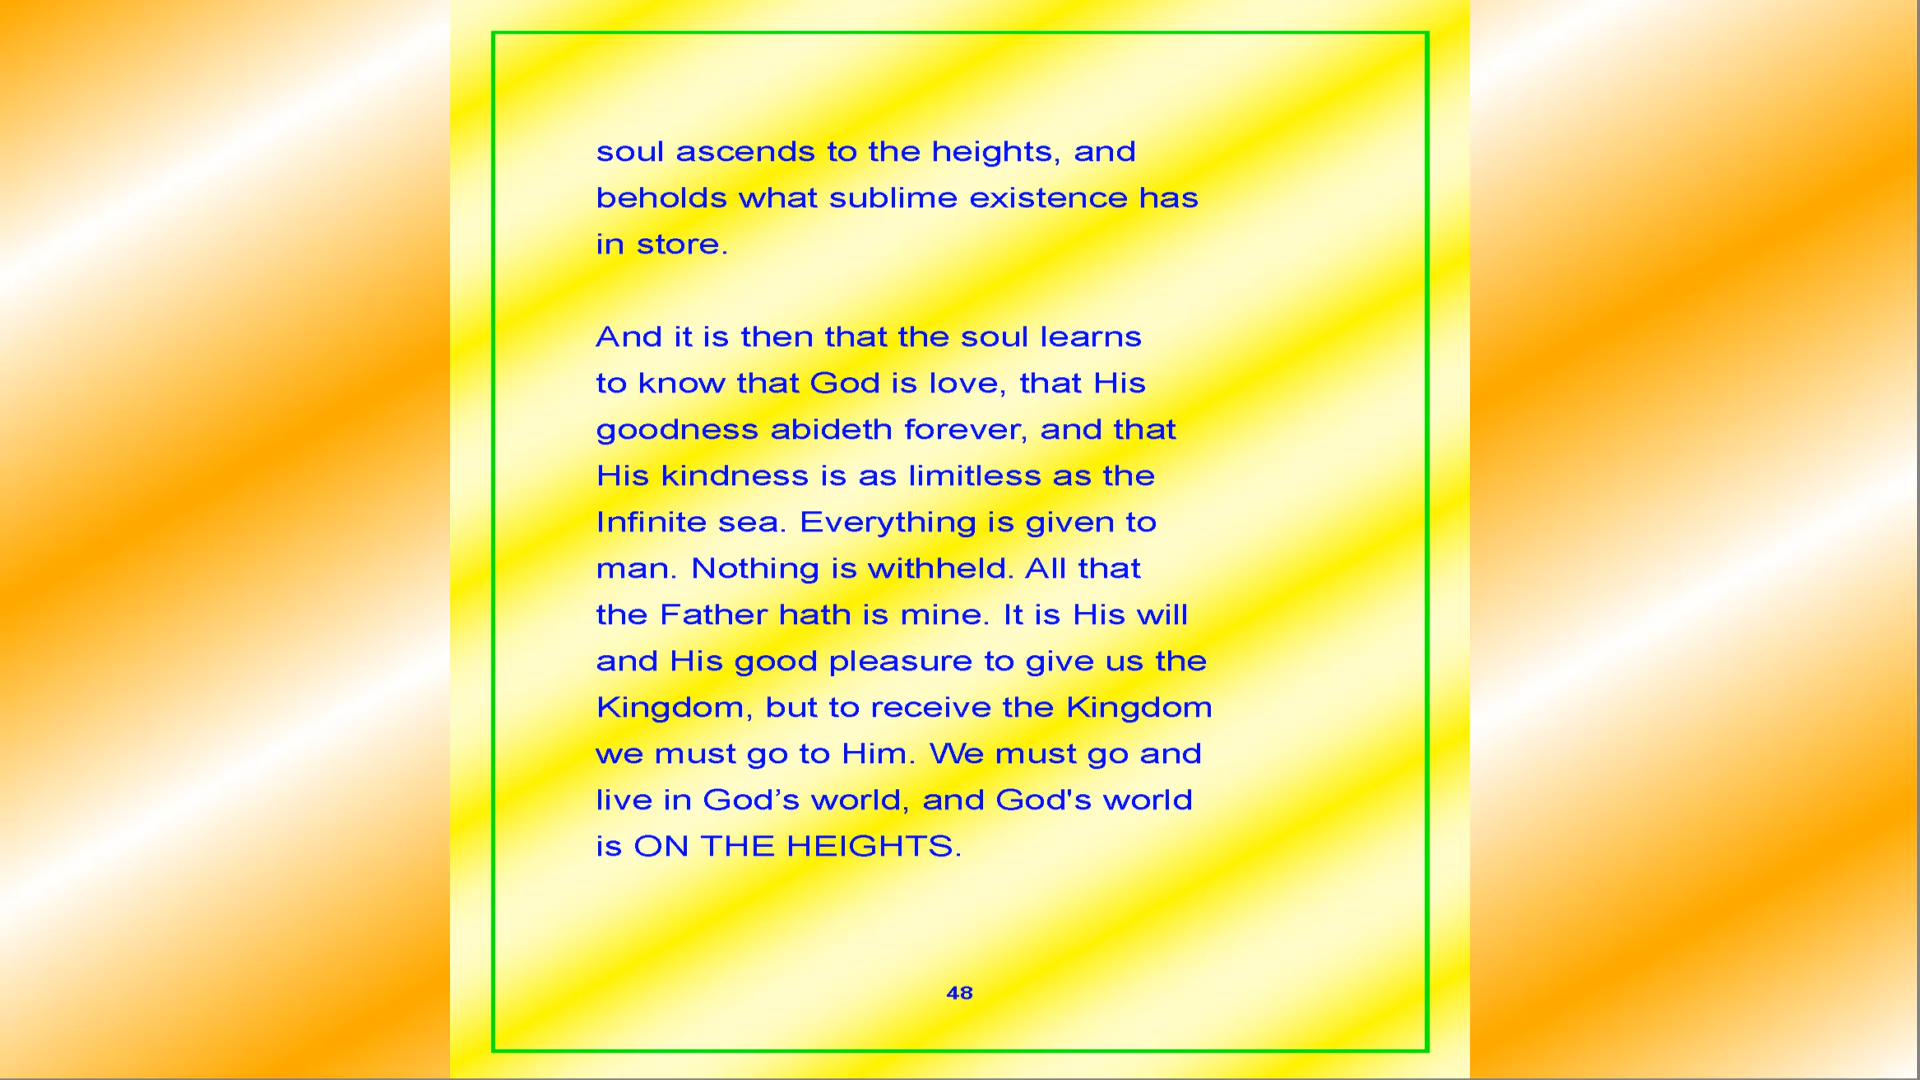 soul ascends to the heights, and
beholds what sublime existence has
in store.
And it is then that the soul learns
to know that God is love, that His
goodness abideth forever, and that
His kindness is as limitless as the
Infinite sea. Everything is given to
man. Nothing is withheld. All that
the Father hath is mine. It is His will
and His good pleasure to give us the
Kingdom, but to receive the Kingdom
we must go to Him. We must go and
live in God’s world, and God's world
is ON THE HEIGHTS.
48